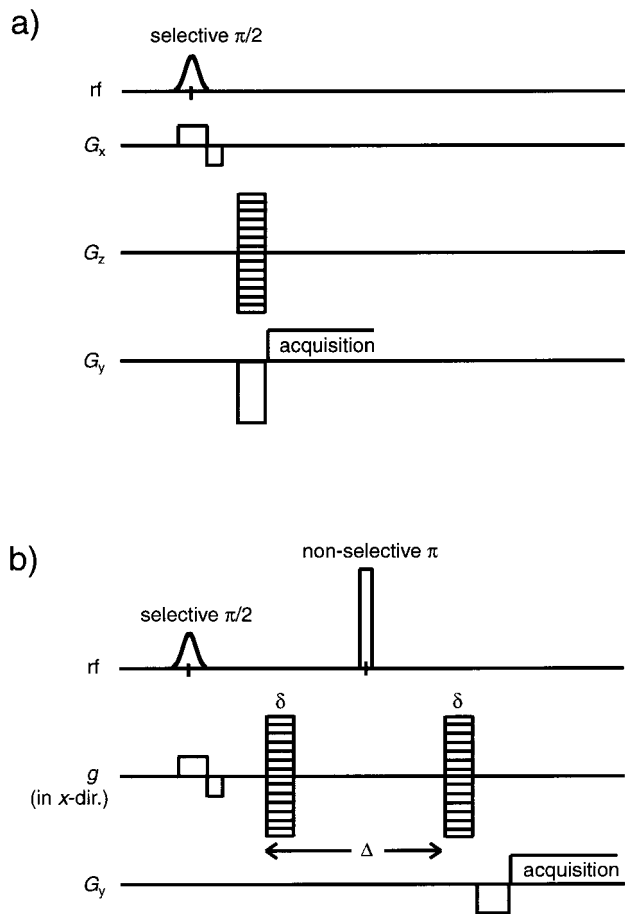 a)
selective π/2
rf
Gx
Gz
Gy
acquisition
b)
non-selective π
selective π/2
rf
δ δ
g
(in x-dir.)
Δ
Gy
acquisition